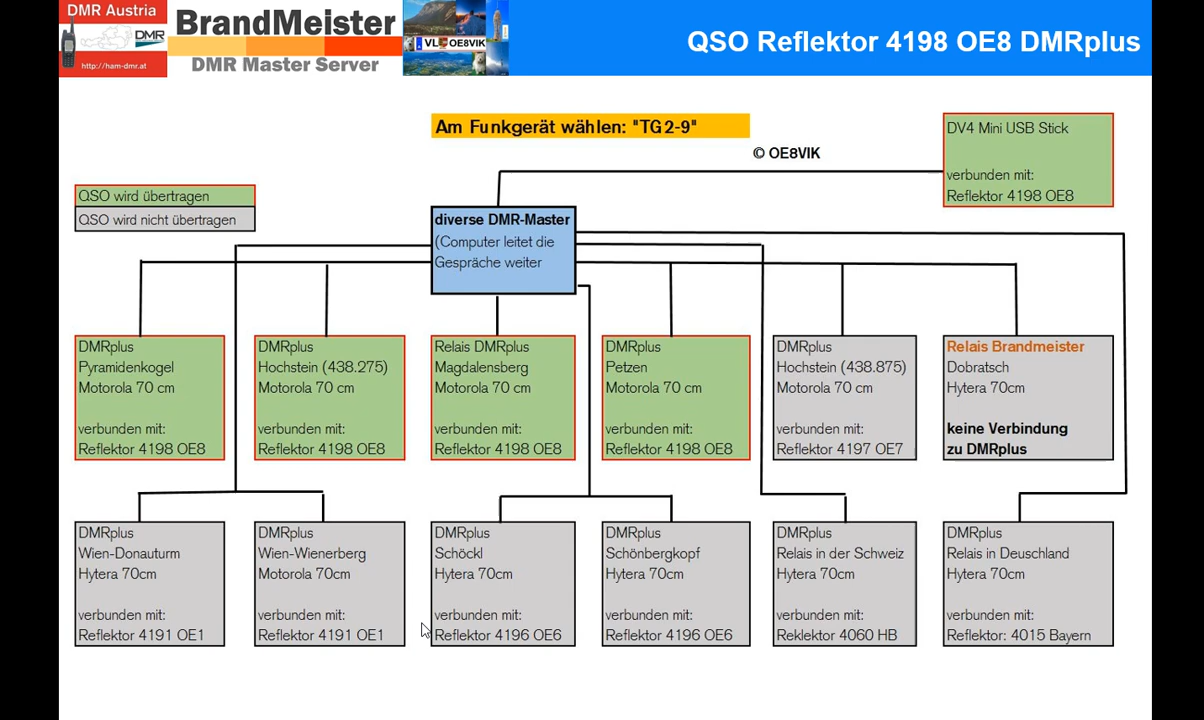 DMR Austria
DMR
http://ham-dmr.at
BrandMeister
DMR Master Server
VL OE8VIK
QSO Reflektor 4198 OE8 DMRplus
Am Funkgerät wählen: "TG2-9"
© OE8VIK
DV4 Mini USB Stick
verbunden mit:
Reflektor 4198 OE8
QSO wird übertragen
QSO wird nicht übertragen
diverse DMR-Master
(Computer leitet die
Gespräche weiter
DMRplus
Pyramidenkogel
Motorola 70 cm
verbunden mit:
Reflektor 4198 OE8
DMRplus
Hochstein (438.275)
Motorola 70 cm
verbunden mit:
Reflektor 4198 OE8
Relais DMRplus
Magdalensberg
Motorola 70 cm
verbunden mit:
Reflektor 4198 OE8
DMRplus
Petzen
Motorola 70 cm
verbunden mit:
Reflektor 4198 OE8
DMRplus
Hochstein (438.875)
Motorola 70 cm
verbunden mit:
Reflektor 4197 OE7
Relais Brandmeister
Dobratsch
Hytera 70cm
keine Verbindung
zu DMRplus
DMRplus
Wien-Donauturm
Hytera 70cm
verbunden mit:
Reflektor 4191 OE1
DMRplus
Wien-Wienerberg
Motorola 70cm
verbunden mit:
Reflektor 4191 OE1
DMRplus
Schöckl
Hytera 70cm
verbunden mit:
Reflektor 4196 OE6
DMRplus
Schönbergkopf
Hytera 70cm
verbunden mit:
Reflektor 4196 OE6
DMRplus
Relais in der Schweiz
Hytera 70cm
verbunden mit:
Reklektor 4060 HB
DMRplus
Relais in Deuschland
Hytera 70cm
verbunden mit:
Reflektor: 4015 Bayern